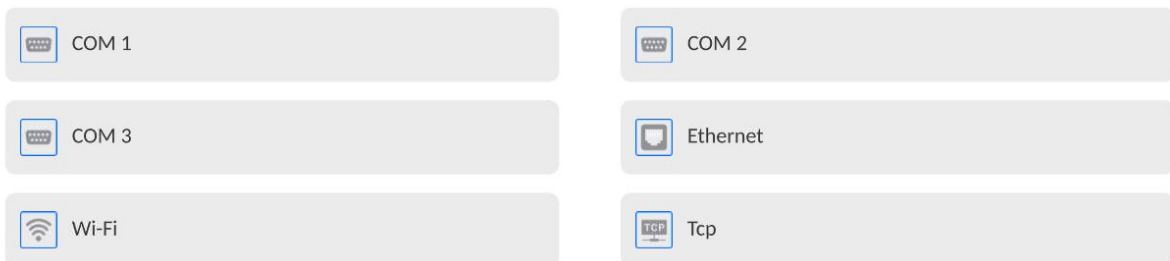 COM 1
COM 2
COM 3
Ethernet
Wi-Fi
TCP
Tcp